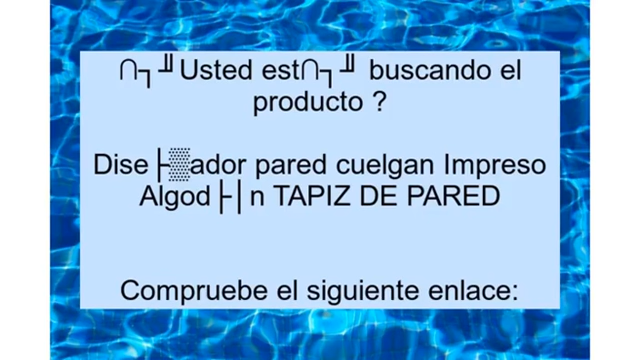 ∩┐╜Usted est∩┐╜ buscando el
producto ?
Dise├▒ador pared cuelgan Impreso
Algod├│n TAPIZ DE PARED
Compruebe el siguiente enlace: